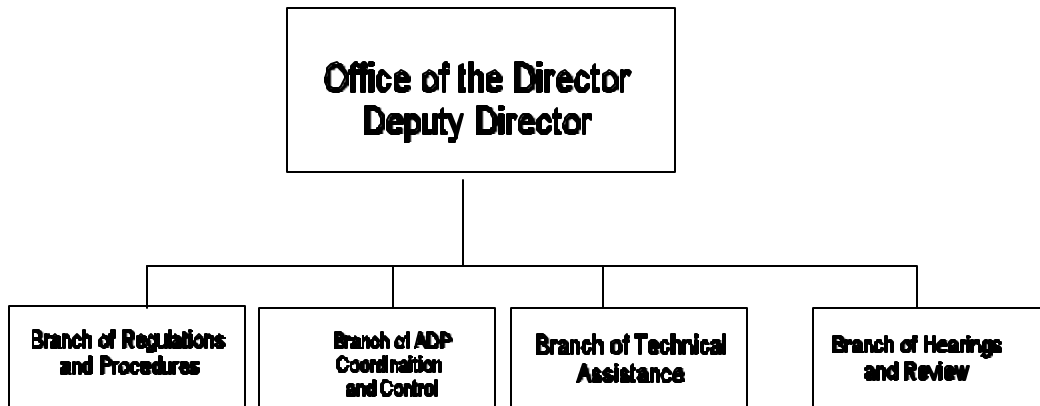 Office of the Director
Deputy Director
Branch of Regulations
and Procedures
Branch of ADP
Coordinaition
and Control
Branch of Technical
Assistance
Branch of Hearings
and Review